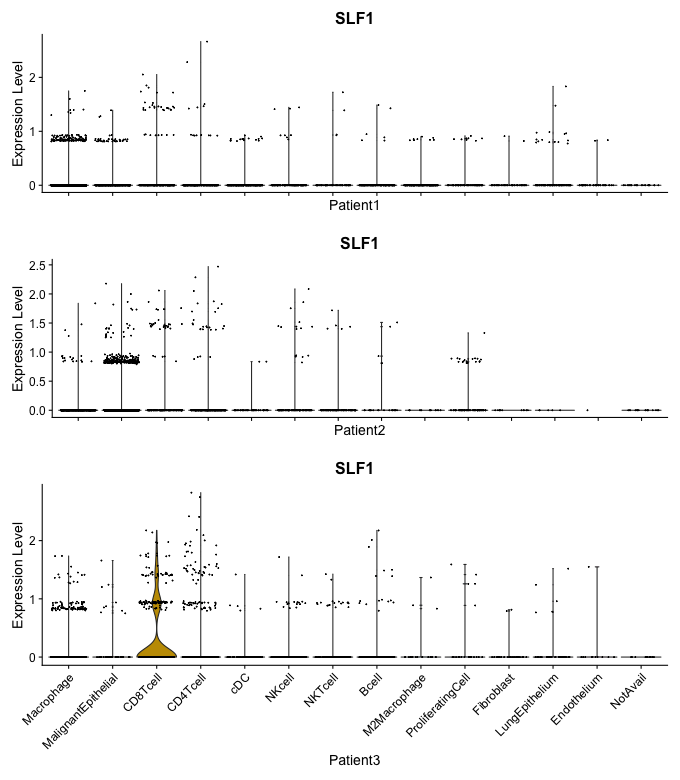 SLF1
Expression Level
2
1
0
Patient1
SLF1
Expression Level
2.5
2.0
1.5
1.0
0.5
0.0
Patient2
SLF1
Expression Level
2
1
0
Macrophage
MalignantEpithelial
CD8Tcell
CD4Tcell
cDC
NKcell
NKTcell
Bcell
M2Macrophage
ProliferatingCell
Fibroblast
LungEpithelium
Endothelium
NotAvail
Patient3